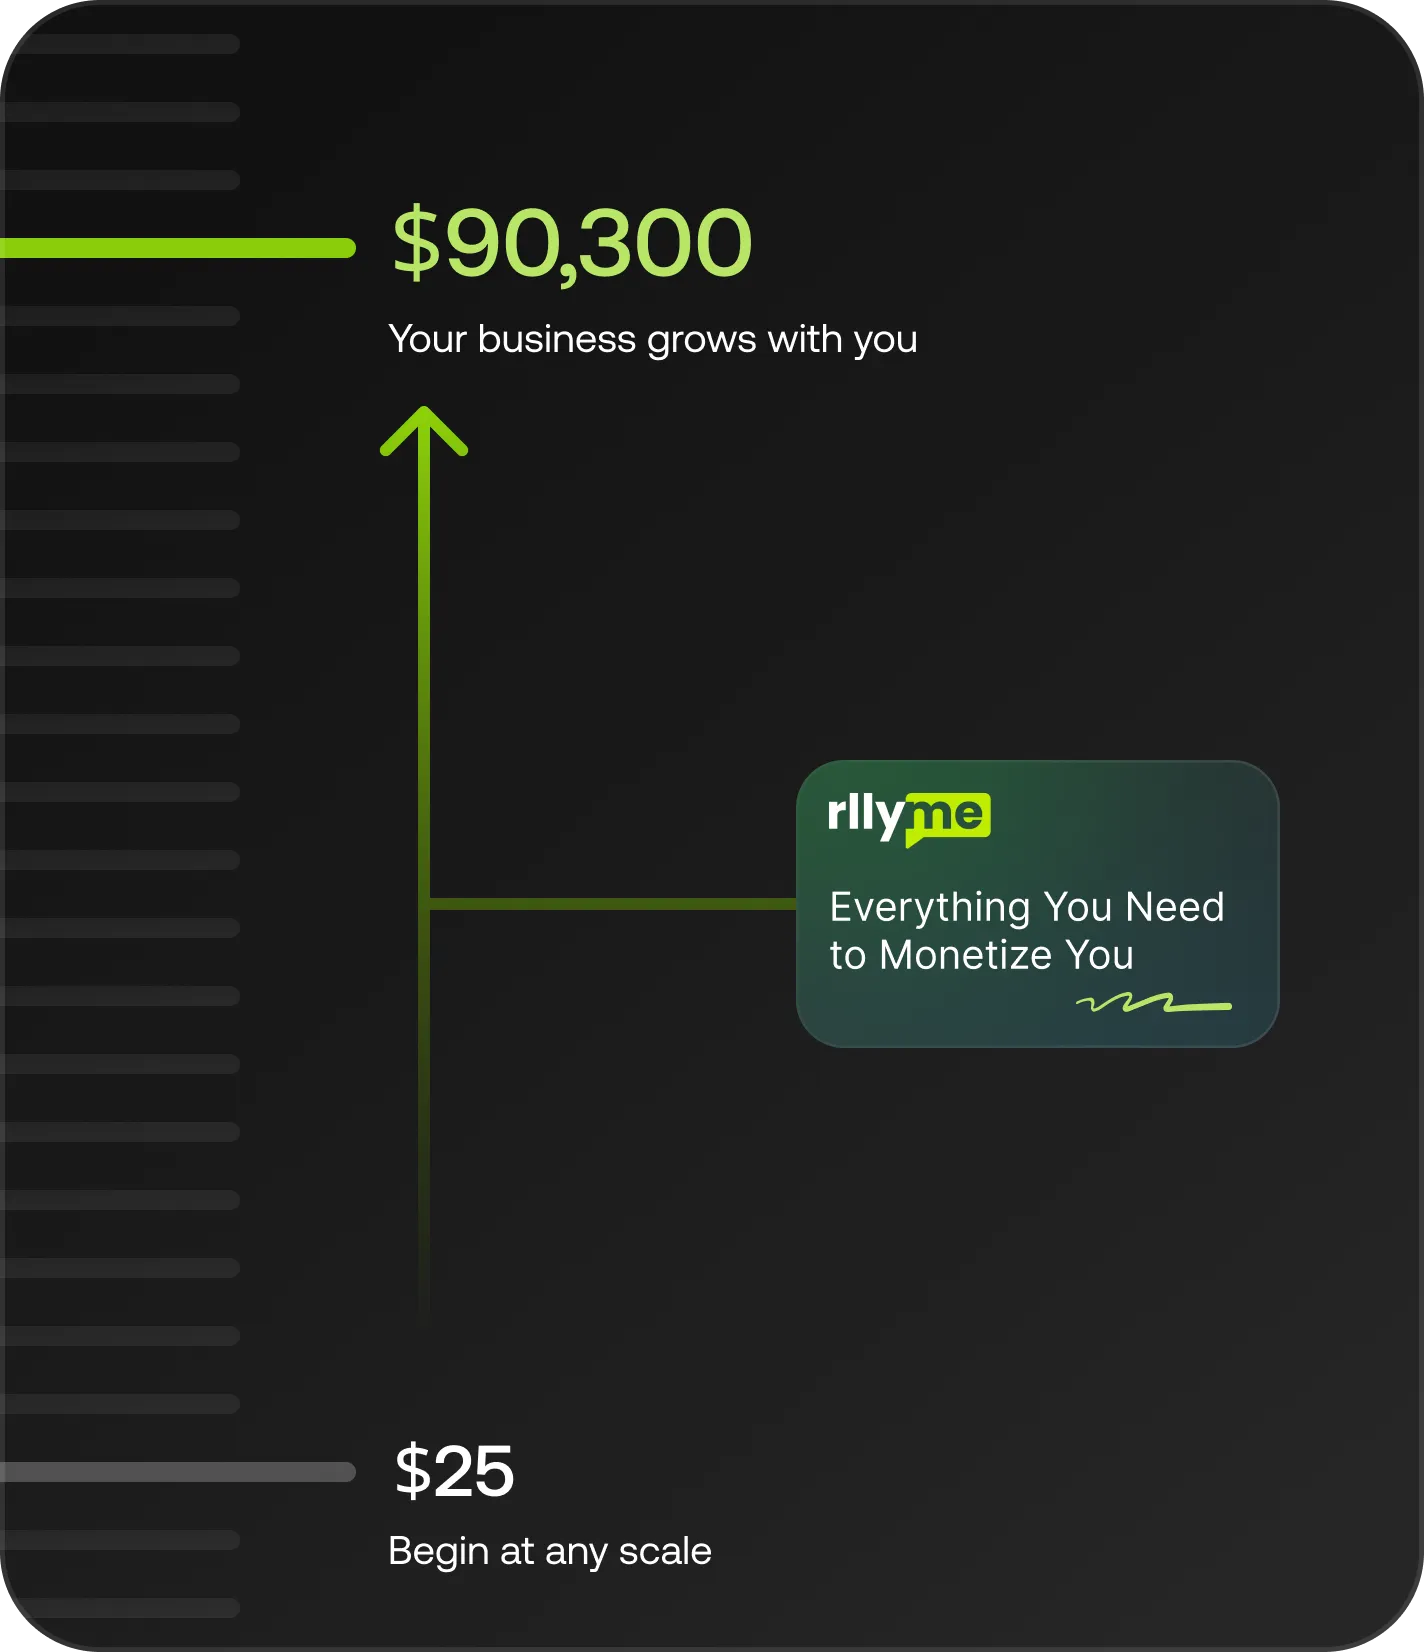 $90,300
Your business grows with you
rllyme
Everything You Need
to Monetize You
$25
Begin at any scale